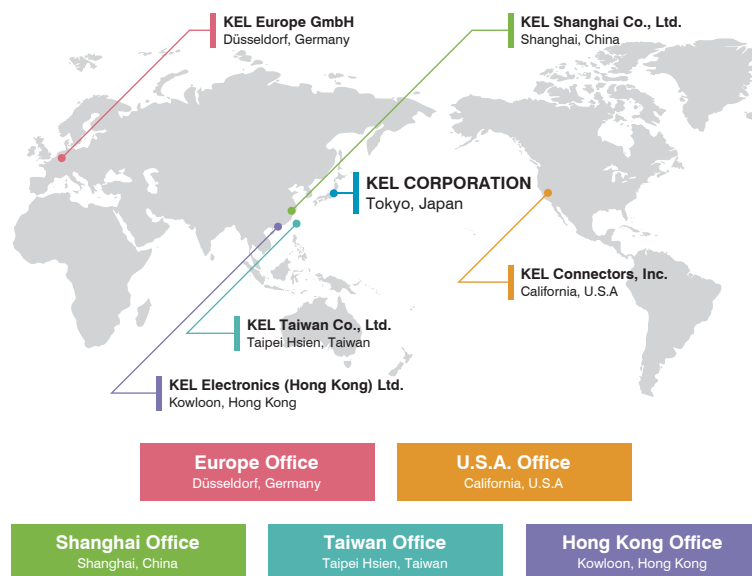 KEL Europe GmbH
Düsseldorf, Germany
KEL Shanghai Co., Ltd.
Shanghai, China
KEL CORPORATION
Tokyo, Japan
KEL Connectors, Inc.
California, U.S.A
KEL Taiwan Co., Ltd.
Taipei Hsien, Taiwan
KEL Electronics (Hong Kong) Ltd.
Kowloon, Hong Kong
Europe Office
Düsseldorf, Germany
U.S.A. Office
California, U.S.A
Shanghai Office
Shanghai, China
Taiwan Office
Taipei Hsien, Taiwan
Hong Kong Office
Kowloon, Hong Kong